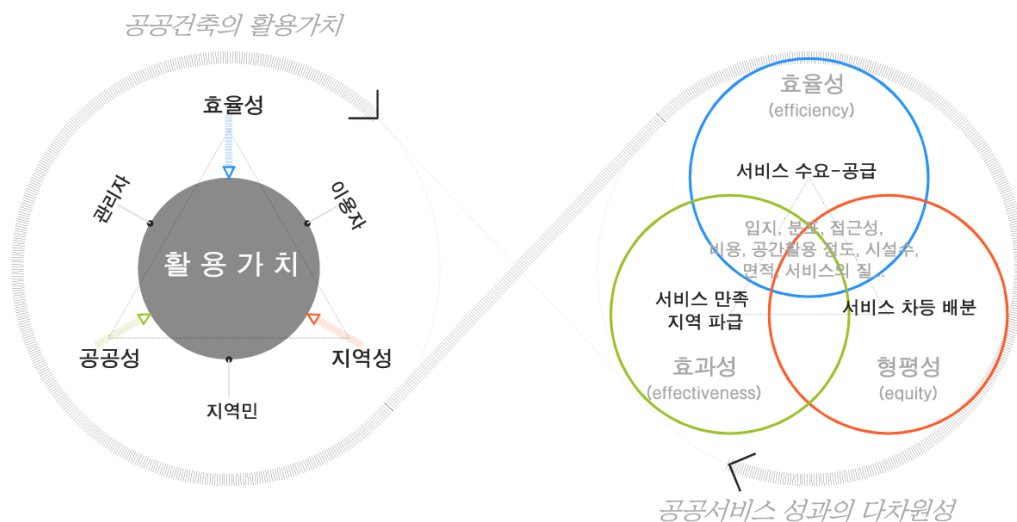 공공건축의 활용가치
효율성
관리자
이용자
활용가치
공공성
지역성
지역민
효율성
(efficiency)
서비스 수요-공급
입지, 분포, 접근성,
비용, 공간활용 정도, 시설수,
면적, 서비스의 질...
서비스 만족
지역 파급
서비스 차등 배분
효과성
(effectiveness)
형평성
(equity)
공공서비스 성과의 다차원성